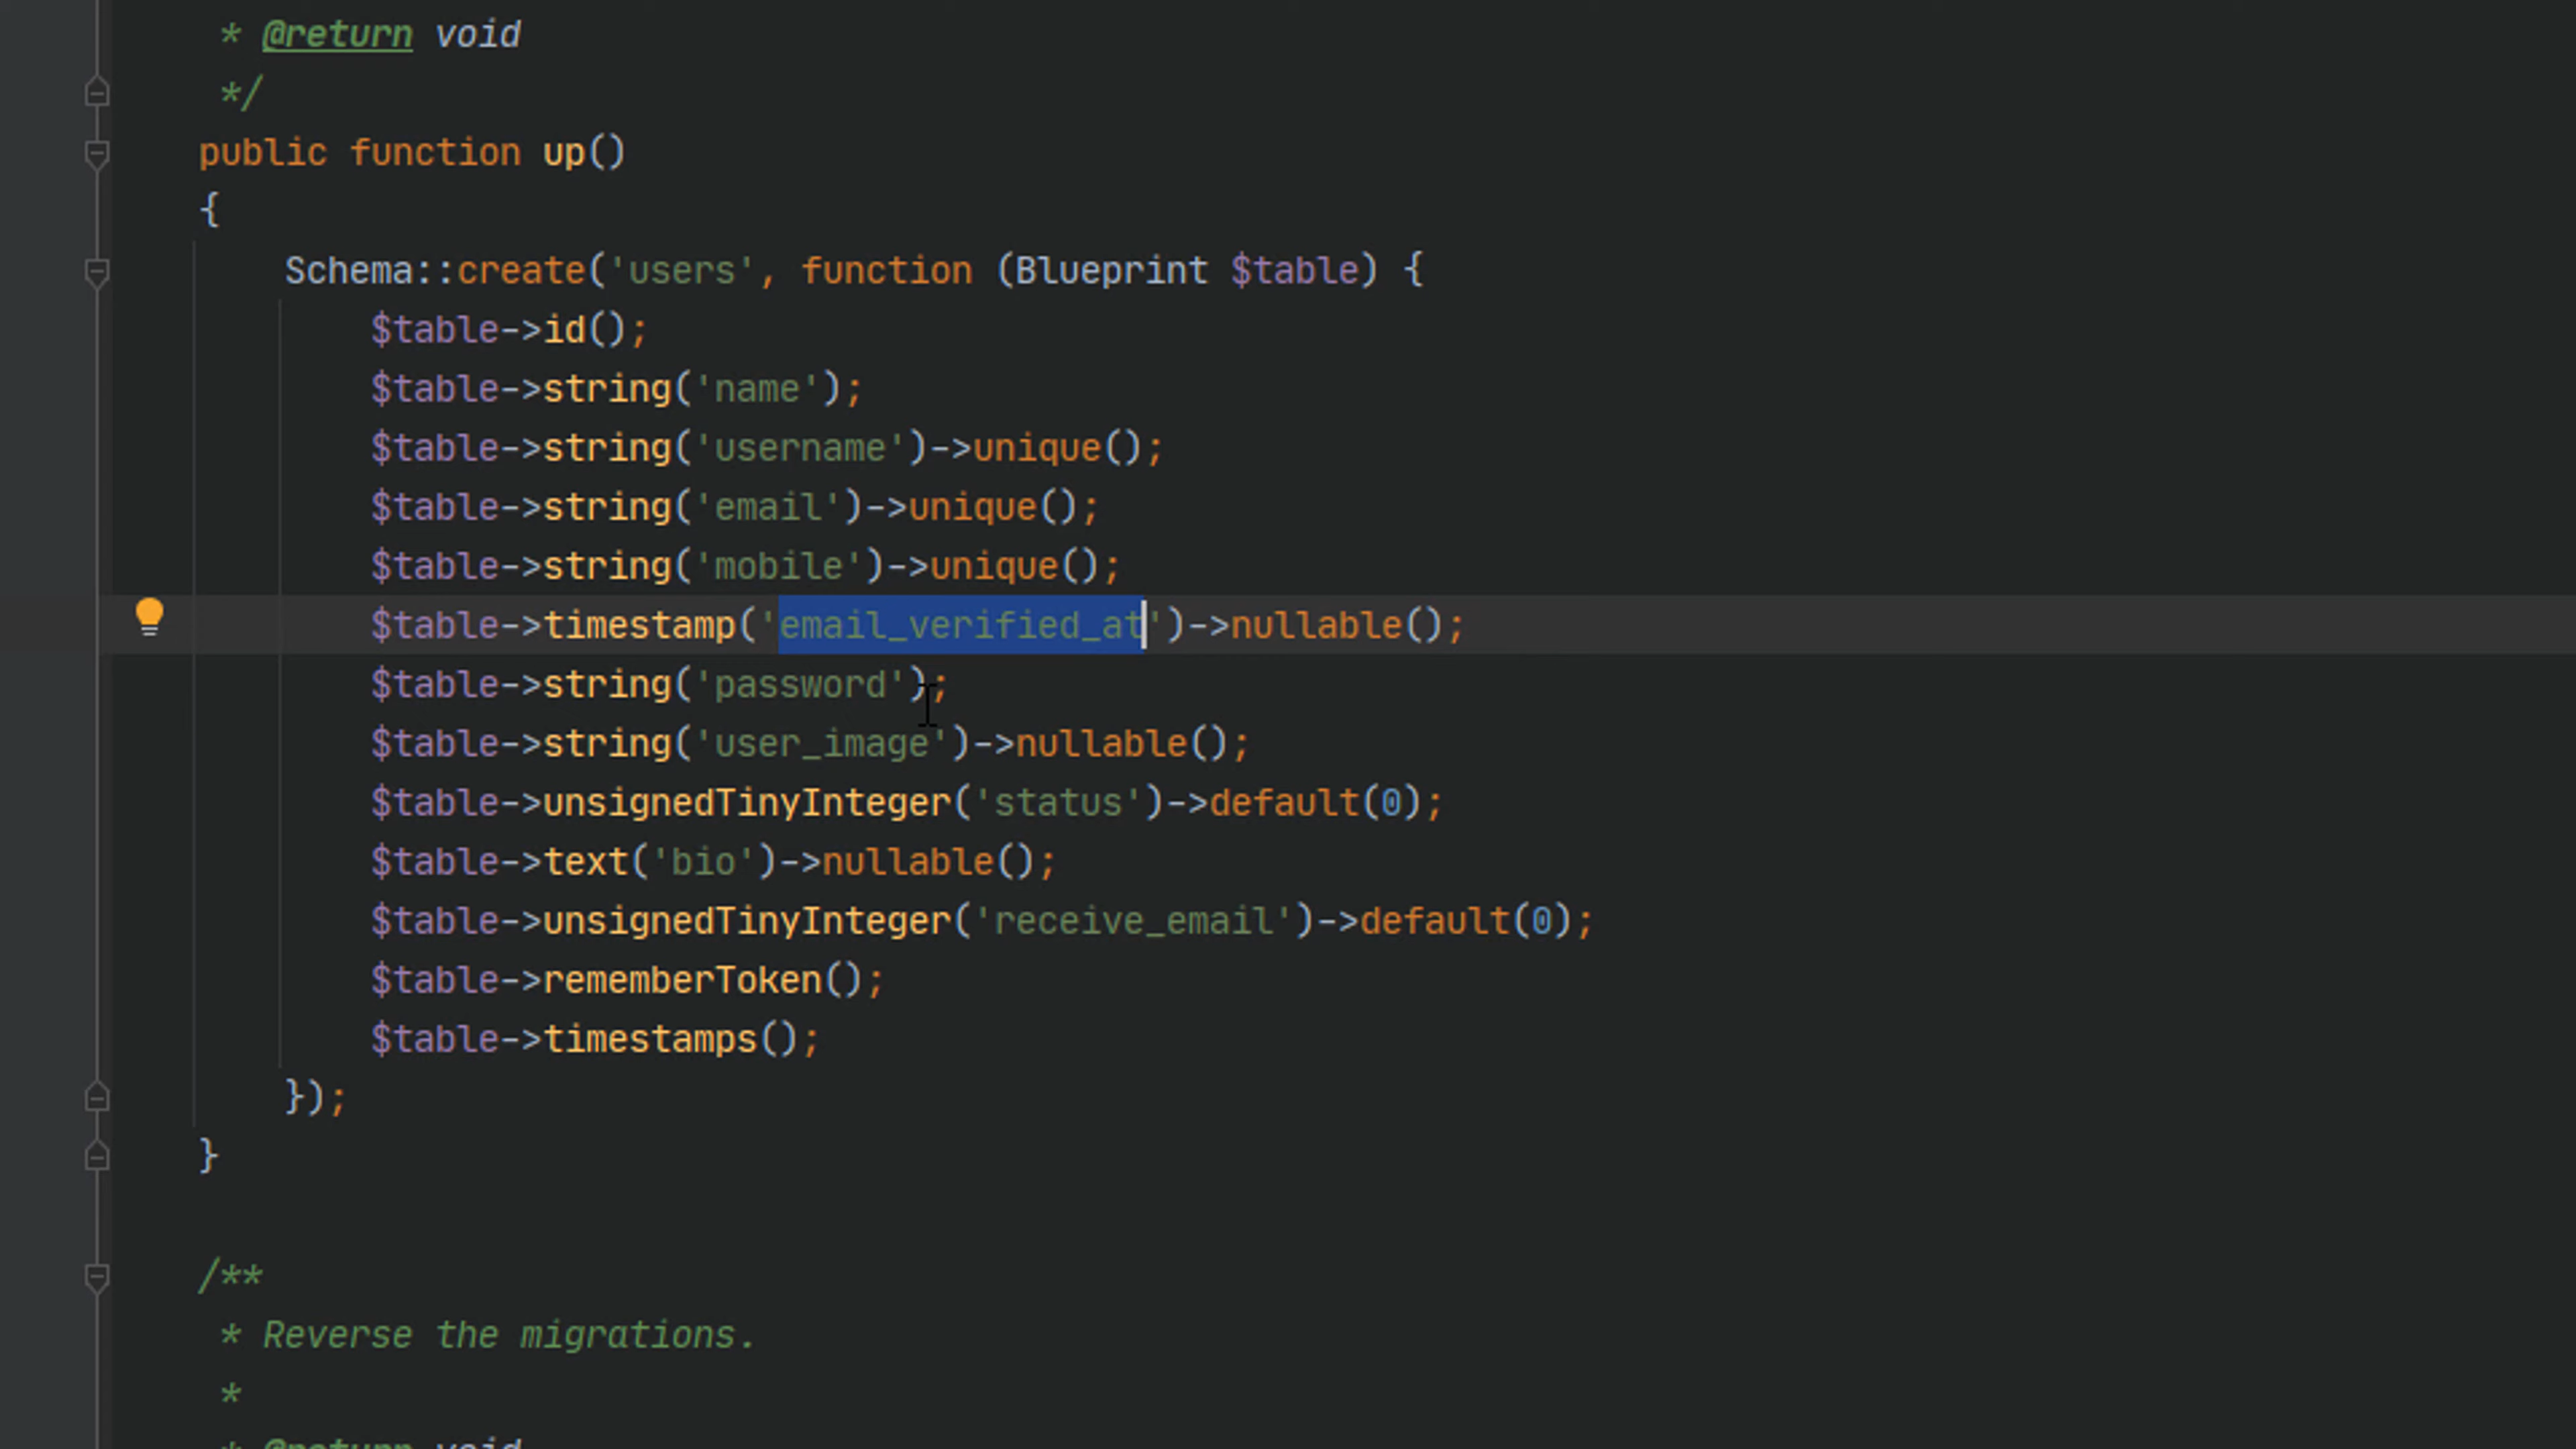 * @return void
*/
public function up()
{
Schema::create('users', function (Blueprint $table) {
$table->id();
$table->string('name');
$table->string('username')->unique();
$table->string('email')->unique();
$table->string('mobile')->unique();
$table->timestamp('email_verified_at')->nullable();
$table->string('password');
$table->string('user_image')->nullable();
$table->unsignedTinyInteger('status')->default(0);
$table->text('bio')->nullable();
$table->unsignedTinyInteger('receive_email')->default(0);
$table->rememberToken();
$table->timestamps();
});
}
/**
* Reverse the migrations.
*
* @return void